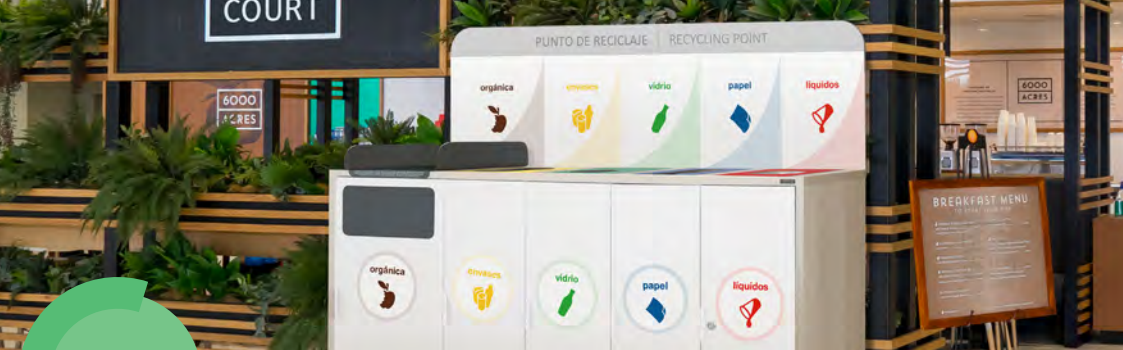 COURT
PUNTO DE RECICLAJE | RECYCLING POINT
orgánica
envases
vidrio
papel
líquidos
6000
ACRES
6000
ACRES
BREAKFAST MENU
orgánica
envases
vidrio
papel
líquidos